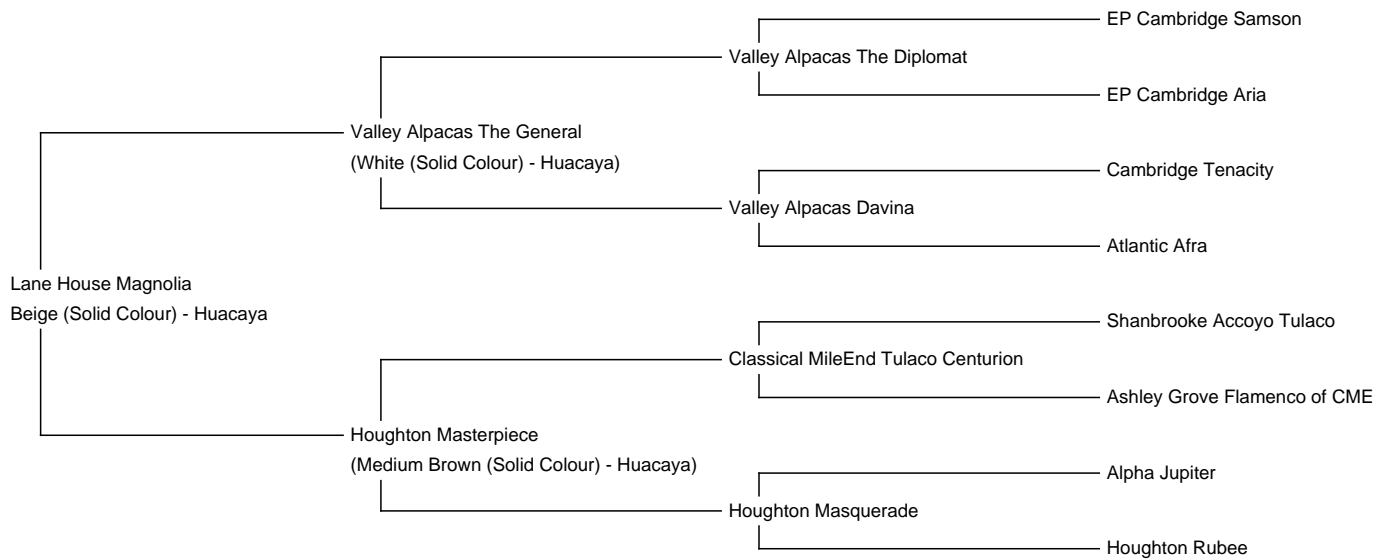 EP Cambridge Samson
Valley Alpacas The Diplomat
EP Cambridge Aria
Valley Alpacas The General
(White (Solid Colour) - Huacaya)
Cambridge Tenacity
Valley Alpacas Davina
Atlantic Afra
Lane House Magnolia
Beige (Solid Colour) - Huacaya
Shanbrooke Accoyo Tulaco
Classical MileEnd Tulaco Centurion
Ashley Grove Flamenco of CME
Houghton Masterpiece
(Medium Brown (Solid Colour) - Huacaya)
Alpha Jupiter
Houghton Masquerade
Houghton Rubee